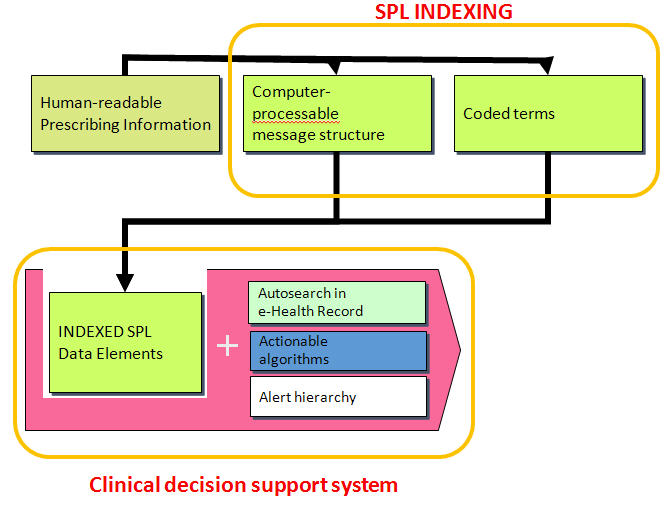 SPL INDEXING
Human-readable
Prescribing Information
Computer-
processable
message structure
Coded terms
INDEXED SPL
Data Elements
+
Autosearch in
e-Health Record
Actionable
algorithms
Alert hierarchy
Clinical decision support system